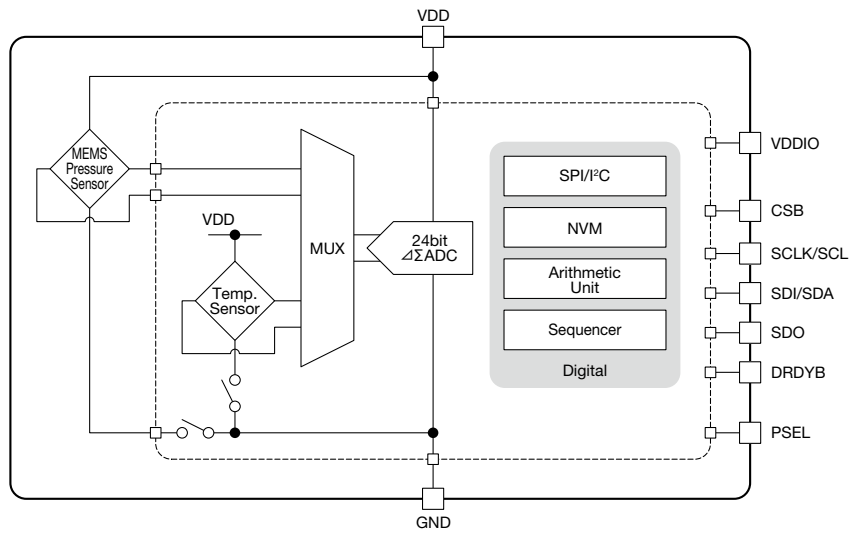 VDD
MEMS
Pressure
Sensor
VDD
Temp.
Sensor
MUX
24bit
⊿ΣADC
SPI/I²C
NVM
Arithmetic
Unit
Sequencer
Digital
VDDIO
CSB
SCLK/SCL
SDI/SDA
SDO
DRDYB
PSEL
GND